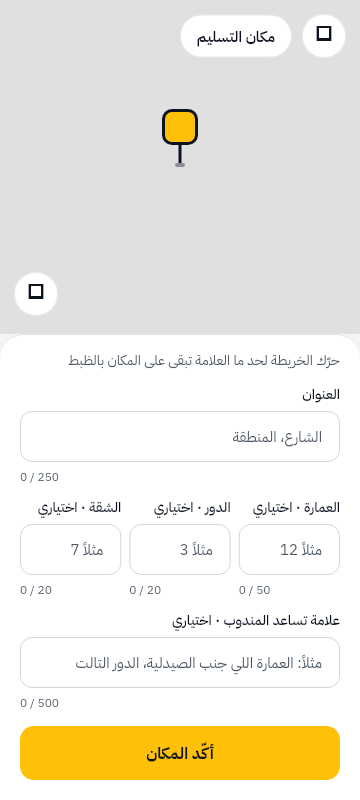 مكان التسليم
حرّك الخريطة لحد ما العلامة تبقى على المكان بالظبط
العنوان
الشارع، المنطقة
0 / 250
العمارة · اختياري
الدور · اختياري
الشقة · اختياري
مثلاً 12
مثلاً 3
مثلاً 7
0 / 50
0 / 20
0 / 20
علامة تساعد المندوب · اختياري
مثلاً: العمارة اللي جنب الصيدلية، الدور التالت
0 / 500
أكّد المكان